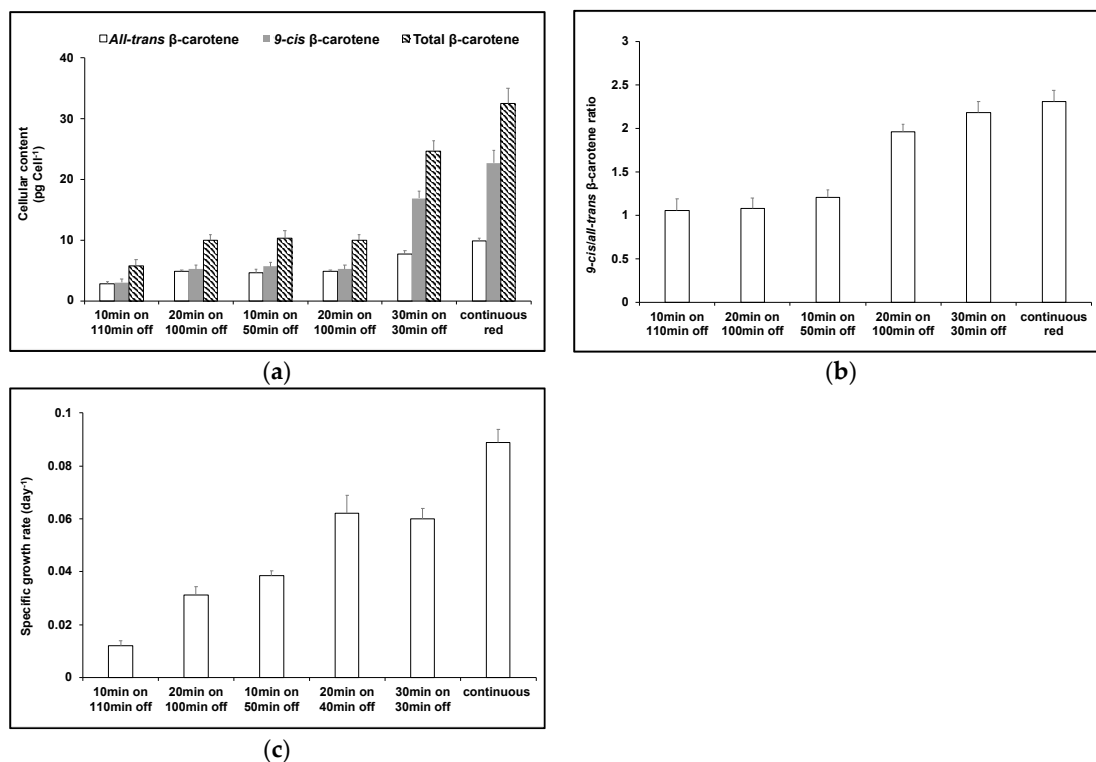 All-trans β-carotene 9-cis β-carotene Total β-carotene
40
30
20
10
0
Cellular content
(pg Cell-1)
10min on 20min on 10min on 20min on 30min on continuous
110min off 100min off 50min off 100min off 30min off red
(a)
3
2.5
2
1.5
1
0.5
0
9-cis/all-trans β-carotene ratio
10min on 20min on 10min on 20min on 30min on continuous
110min off 100min off 50min off 100min off 30min off red
(b)
0.1
0.08
0.06
0.04
0.02
0
Specific growth rate (day-1)
10min on 20min on 10min on 20min on 30min on continuous
110min off 100min off 50min off 40min off 30min off
(c)